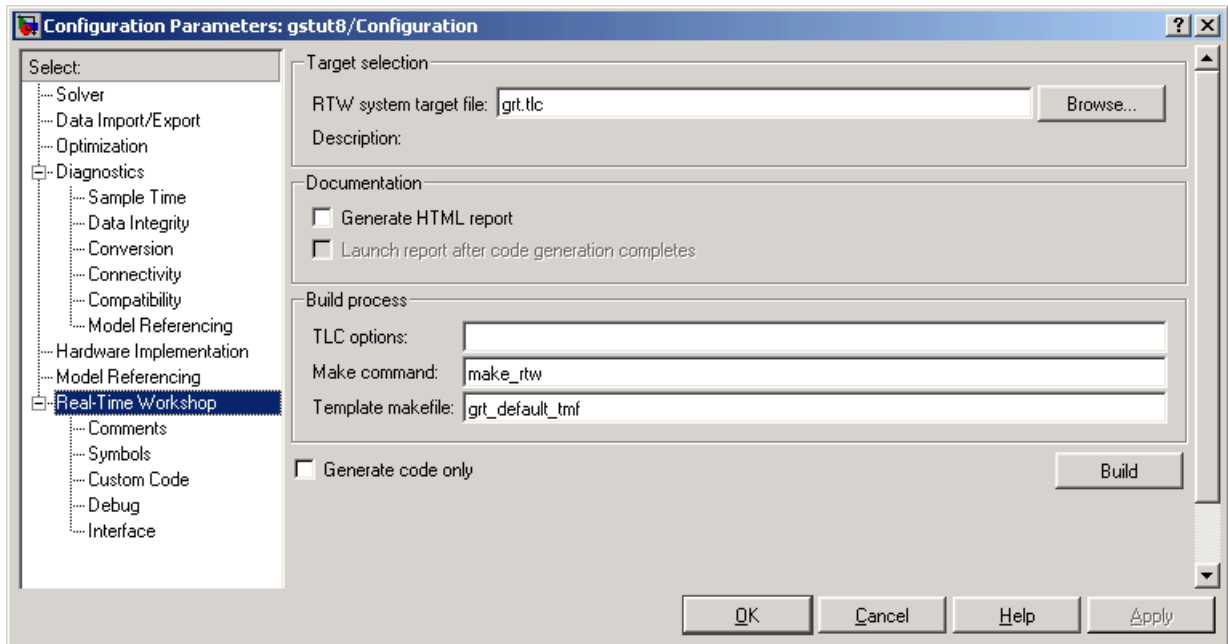 Configuration Parameters: gstut8/Configuration
Select:
Solver
Data Import/Export
Optimization
Diagnostics
Sample Time
Data Integrity
Conversion
Connectivity
Compatibility
Model Referencing
Hardware Implementation
Model Referencing
Real-Time Workshop
Comments
Symbols
Custom Code
Debug
Interface
Target selection
RTW system target file: grt.tlc Browse...
Description:
Documentation
Generate HTML report
Launch report after code generation completes
Build process
TLC options:
Make command: make_rtw
Template makefile: grt_default_tmf
Generate code only Build
OK Cancel Help Apply